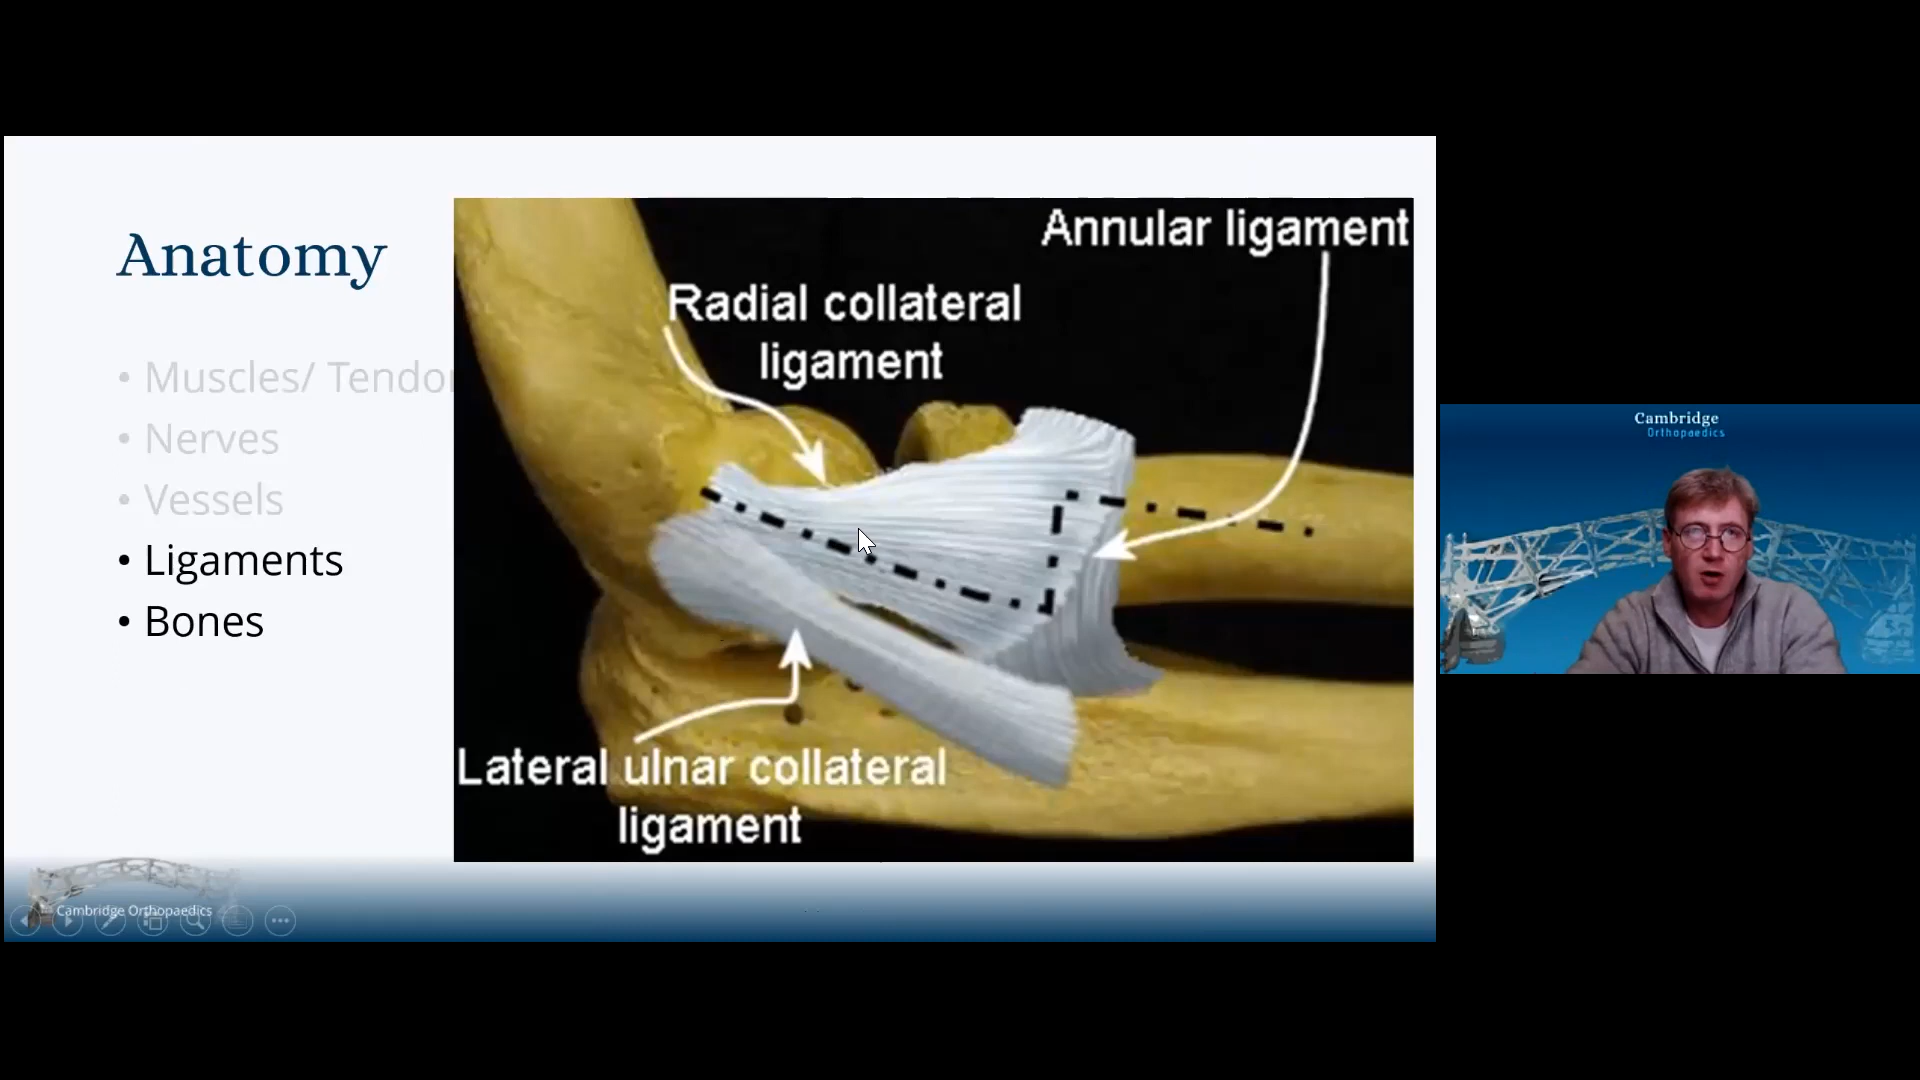 Anatomy
• Muscles/ Tendo
• Nerves
• Vessels
• Ligaments
• Bones
Annular ligament
Radial collateral
ligament
Lateral ulnar collateral
ligament
Cambridge Orthopaedics
Cambridge
Orthopaedics